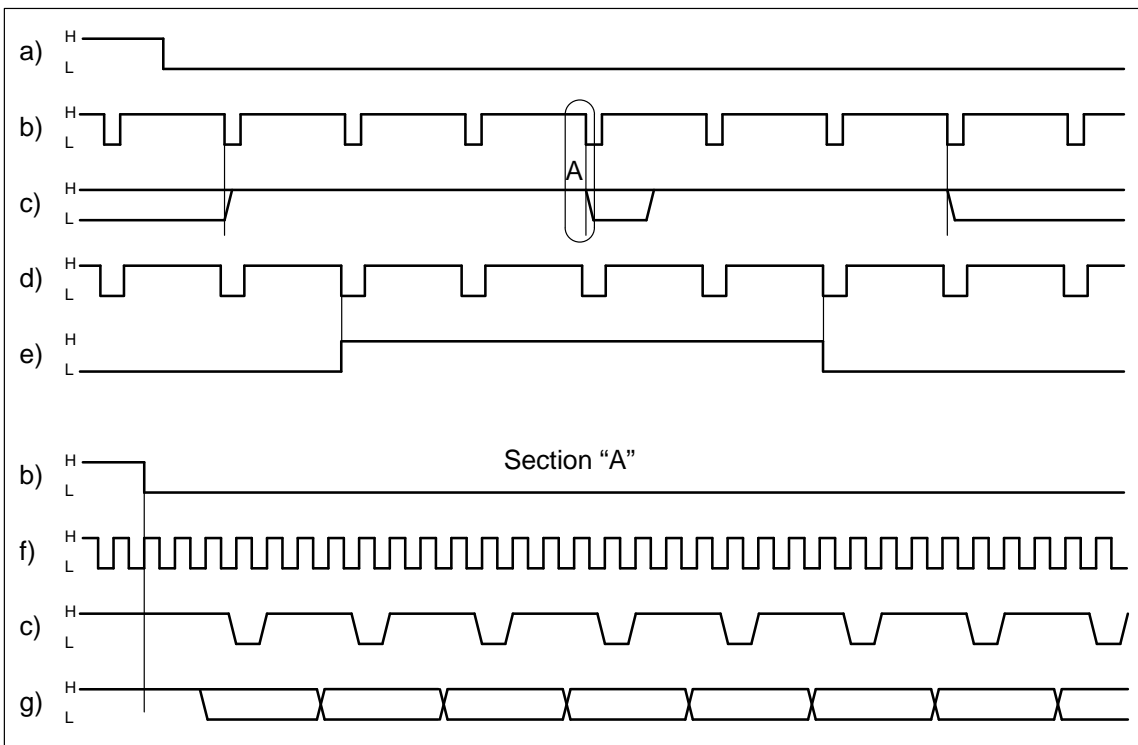 a) H
L
b) H
L
A
c) H
L
d) H
L
e) H
L
Section “A”
b) H
L
f) H
L
c) H
L
g) H
L